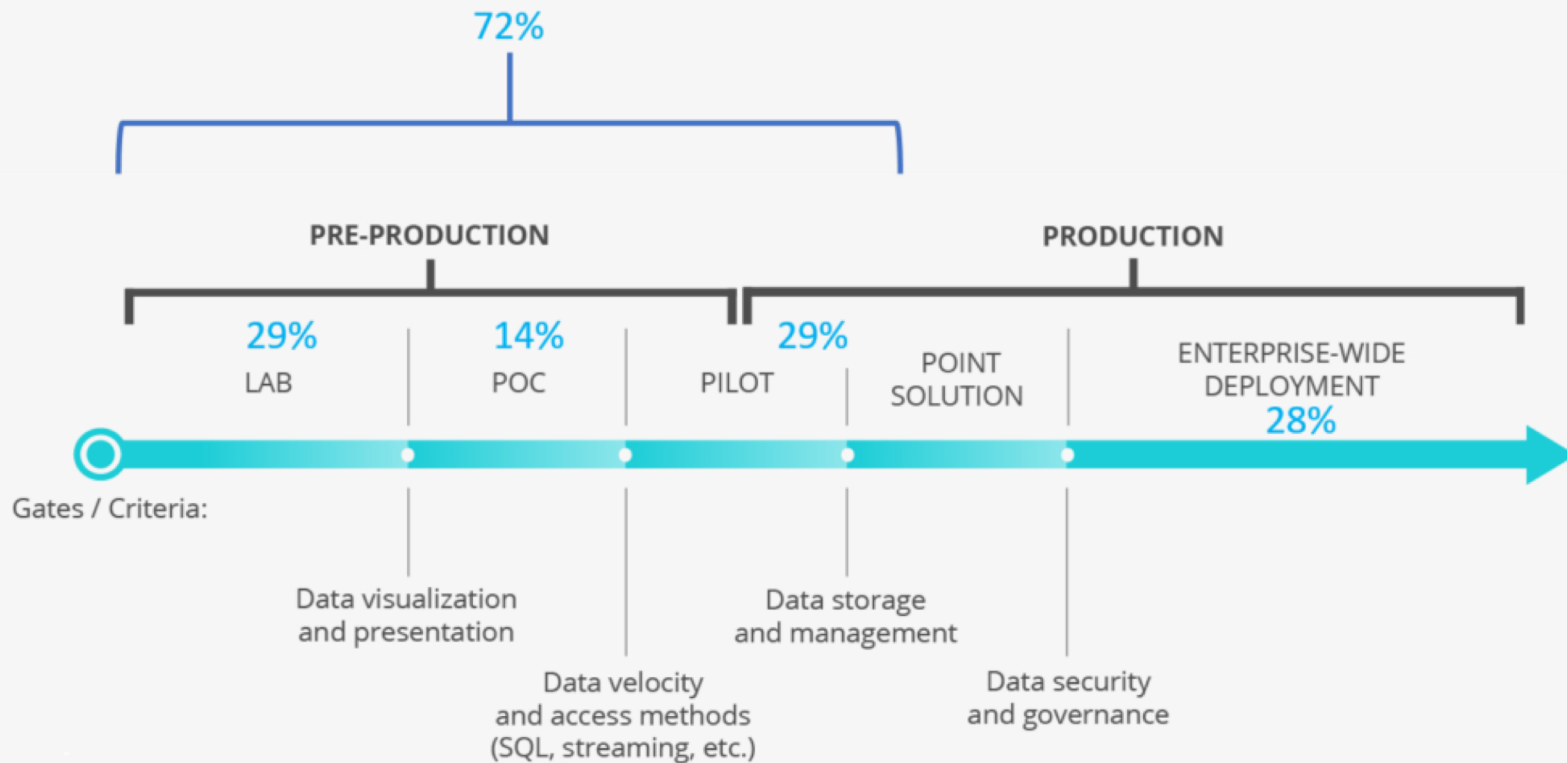 72%
PRE-PRODUCTION
PRODUCTION
29%
LAB
14%
POC
29%
PILOT
POINT
SOLUTION
ENTERPRISE-WIDE
DEPLOYMENT
28%
Gates / Criteria:
Data visualization
and presentation
Data velocity
and access methods
(SQL, streaming, etc.)
Data storage
and management
Data security
and governance